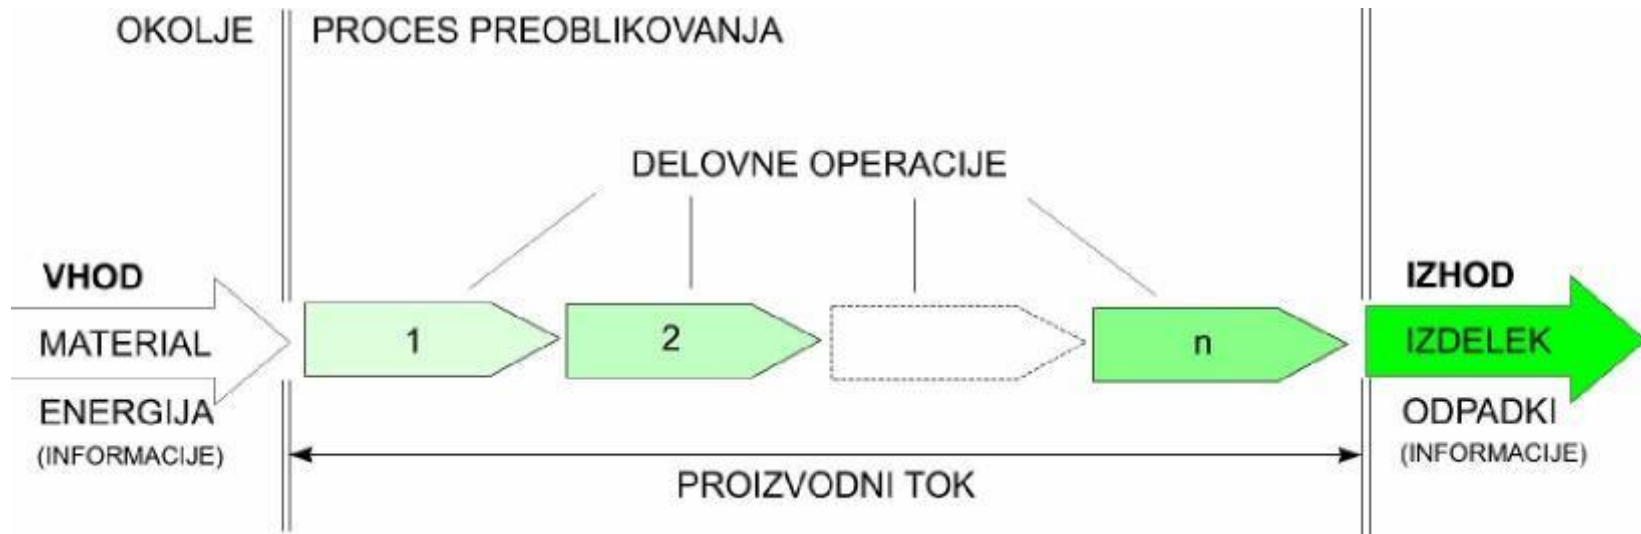 OKOLJE
PROCES PREOBLIKOVANJA
DELOVNE OPERACIJE
VHOD
MATERIAL
ENERGIJA
(INFORMACIJE)
1
2
n
PROIZVODNI TOK
IZHOD
IZDELEK
ODPADKI
(INFORMACIJE)